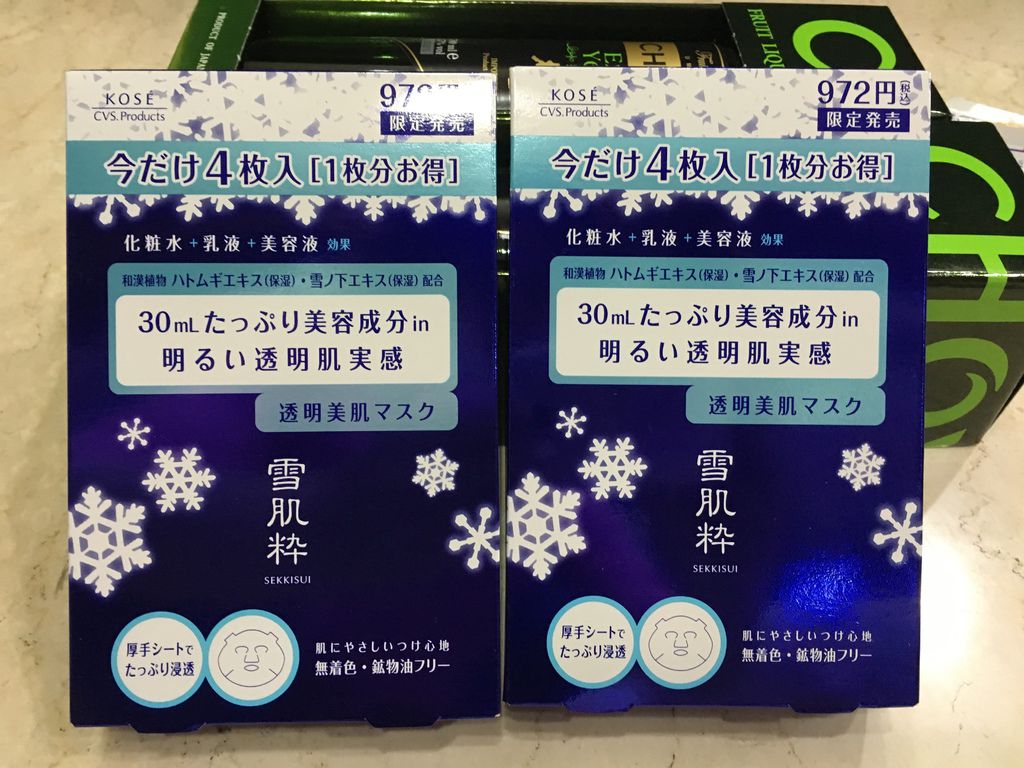 PRODUCT OF JAPAN
FRUIT LIQU
CH
KOSÉ
CVS. Products
限定発売
今だけ4枚入[1枚分お得]
化粧水+乳液+美容液 効果
和漢植物 ハトムギエキス(保湿)・雪ノ下エキス(保湿) 配合
30mLたっぷり美容成分in
明るい透明肌実感
透明美肌マスク
雪肌粋
SEKKISUI
厚手シートで
たっぷり浸透
肌にやさしいつけ心地
無着色・鉱物油フリー
KOSÉ
CVS. Products
972円(税込)
限定発売
今だけ4枚入[1枚分お得]
化粧水+乳液+美容液 効果
和漢植物 ハトムギエキス(保湿)・雪ノ下エキス(保湿) 配合
30mLたっぷり美容成分in
明るい透明肌実感
透明美肌マスク
雪肌粋
SEKKISUI
厚手シートで
たっぷり浸透
肌にやさしいつけ心地
無着色・鉱物油フリー